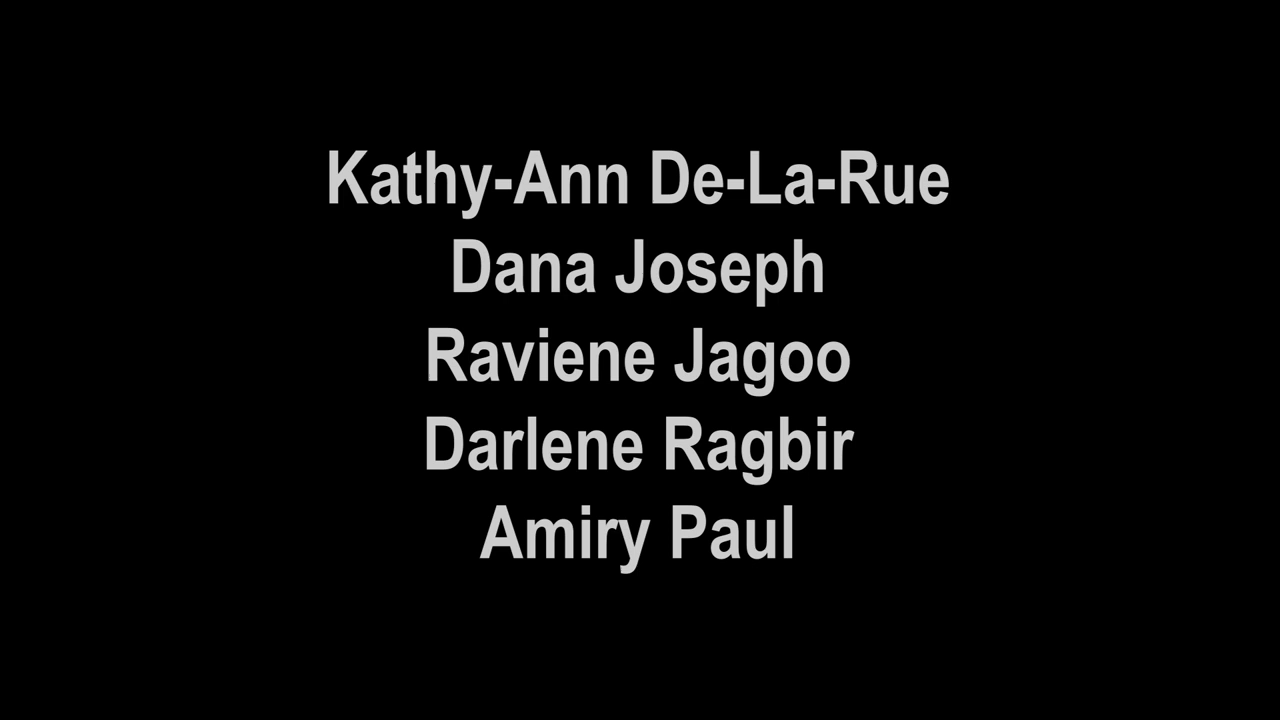 Kathy-Ann De-La-Rue
Dana Joseph
Raviene Jagoo
Darlene Ragbir
Amiry Paul